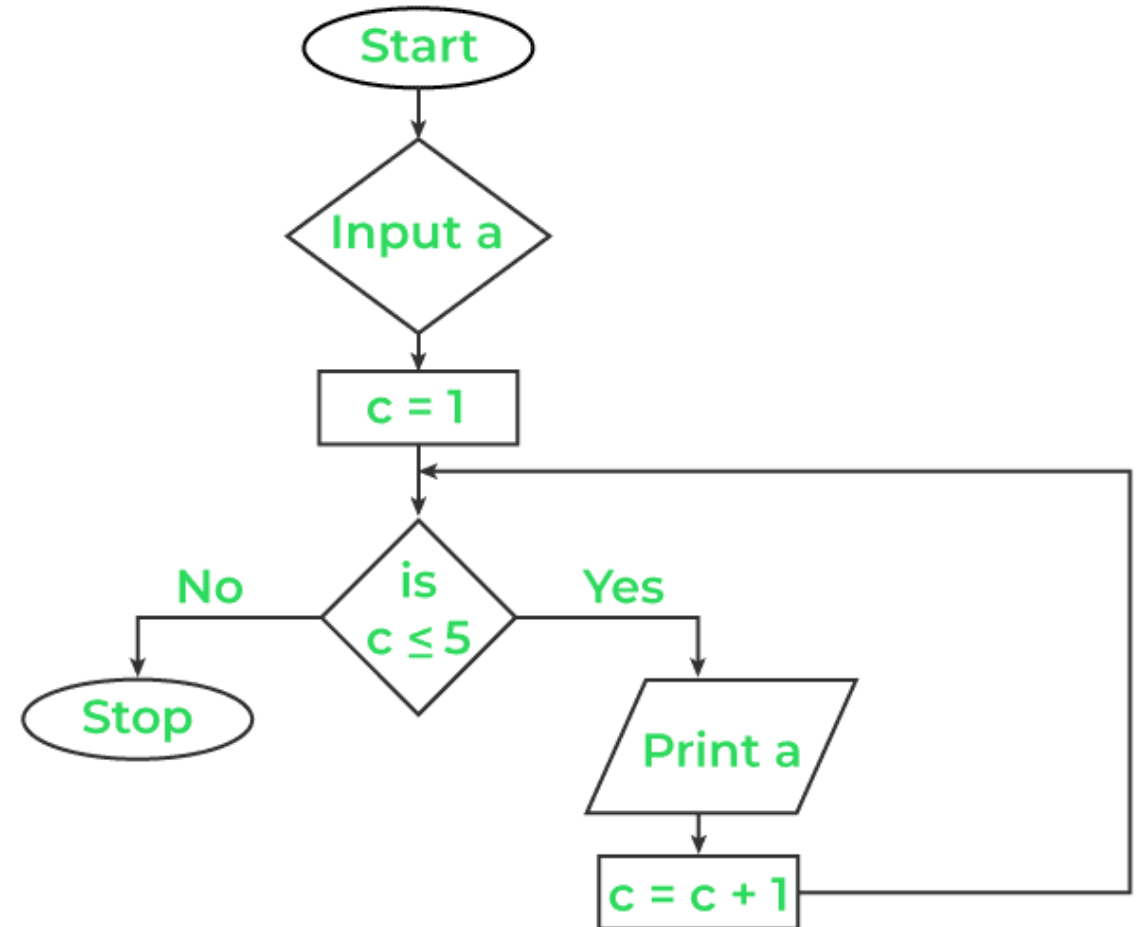 Start
Input a
c = 1
No
is
Yes
c ≤ 5
Stop
Print a
c = c + 1